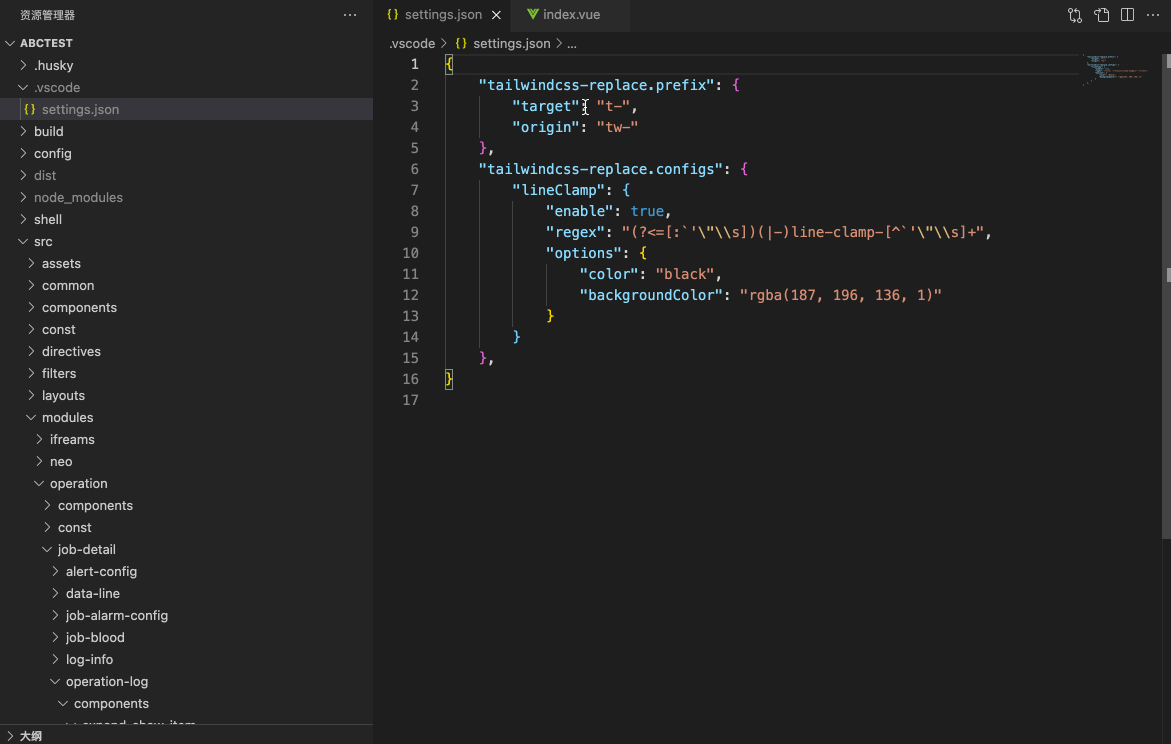 资源管理器
ABCTEST
.husky
.vscode
settings.json
build
config
dist
node_modules
shell
src
assets
common
components
const
directives
filters
layouts
modules
ifreams
neo
operation
components
const
job-detail
alert-config
data-line
job-alarm-config
job-blood
log-info
operation-log
components
expand-show-item
大纲
settings.json
index.vue
.vscode > settings.json > ...
1 {
2 "tailwindcss-replace.prefix": {
3 "target": "t-",
4 "origin": "tw-"
5 },
6 "tailwindcss-replace.configs": {
7 "lineClamp": {
8 "enable": true,
9 "regex": "(?<=[:`'\"\\s])(|-)line-clamp-[^`'\"\\s]+",
10 "options": {
11 "color": "black",
12 "backgroundColor": "rgba(187, 196, 136, 1)"
13 }
14 }
15 },
16 }
17